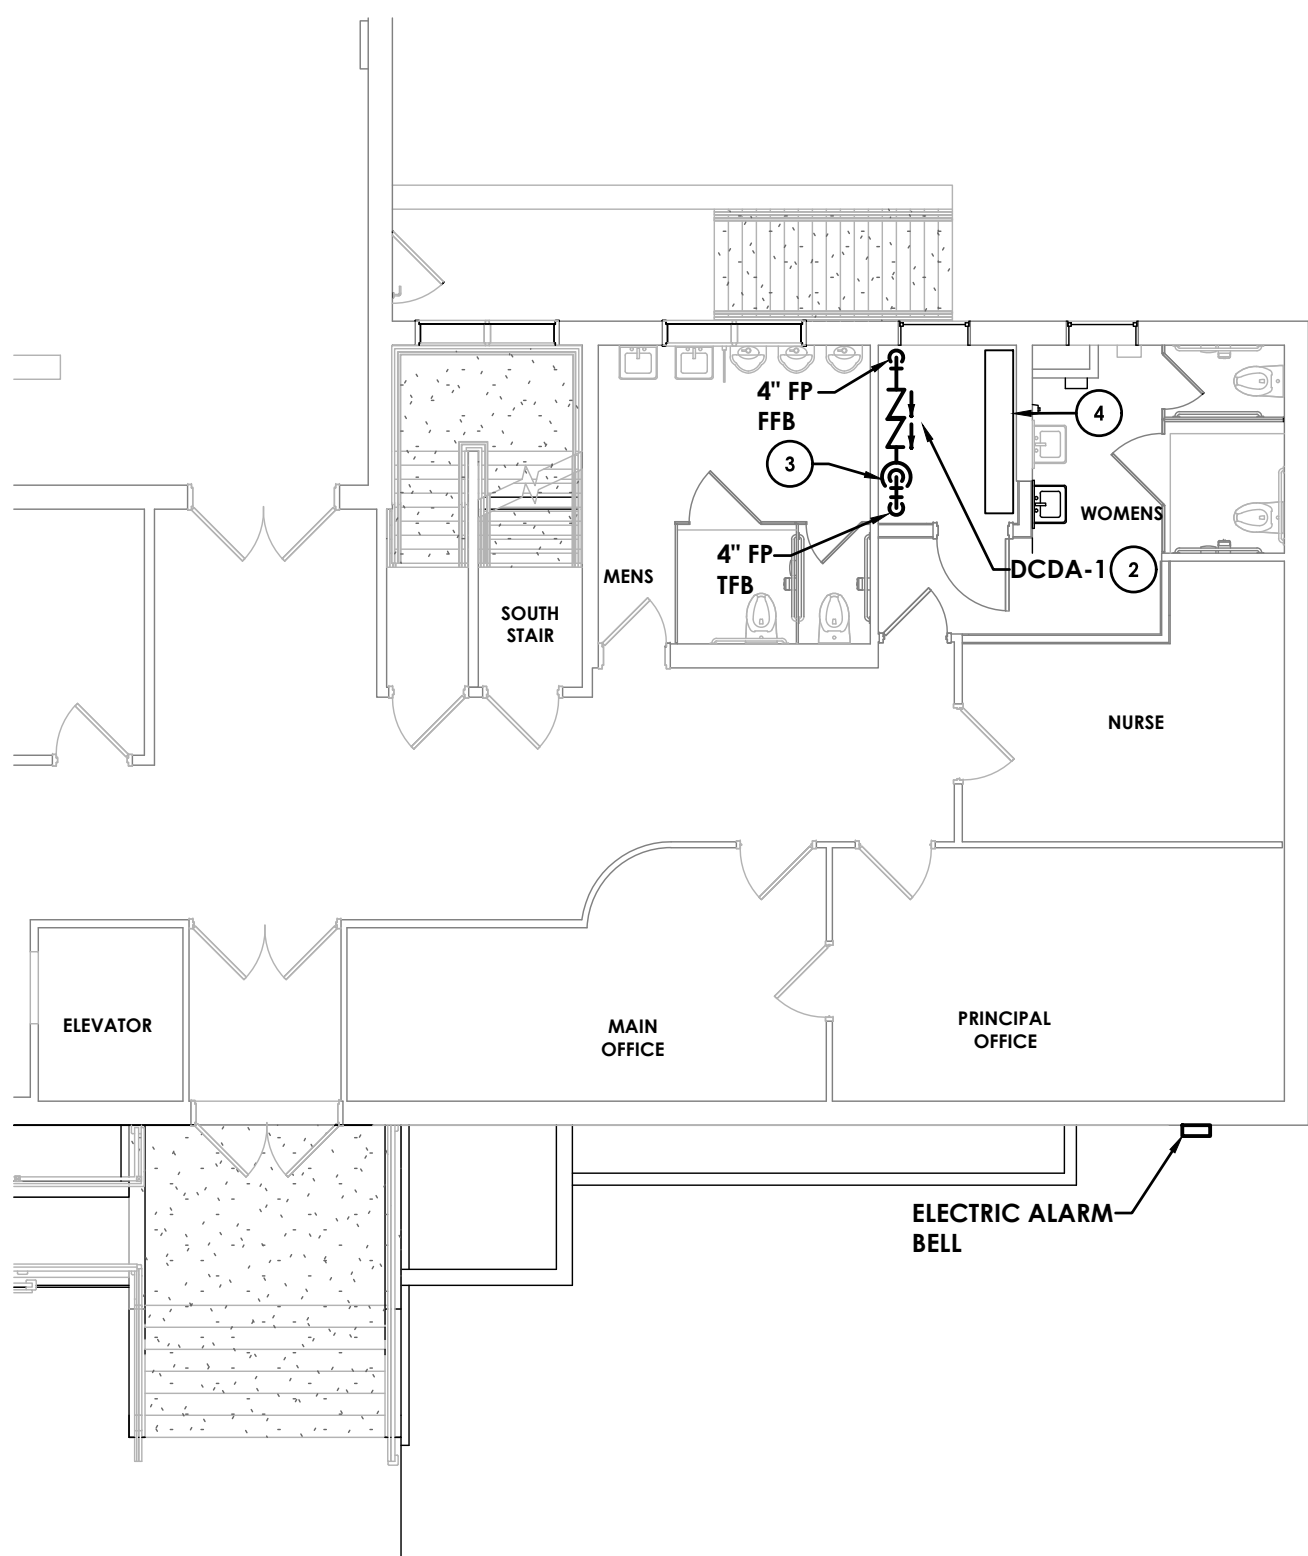 4" FP
FFB
4
3
WOMENS
4" FP
TFB
DCDA-1 2
MENS
SOUTH
STAIR
NURSE
ELEVATOR
MAIN
OFFICE
PRINCIPAL
OFFICE
ELECTRIC ALARM
BELL